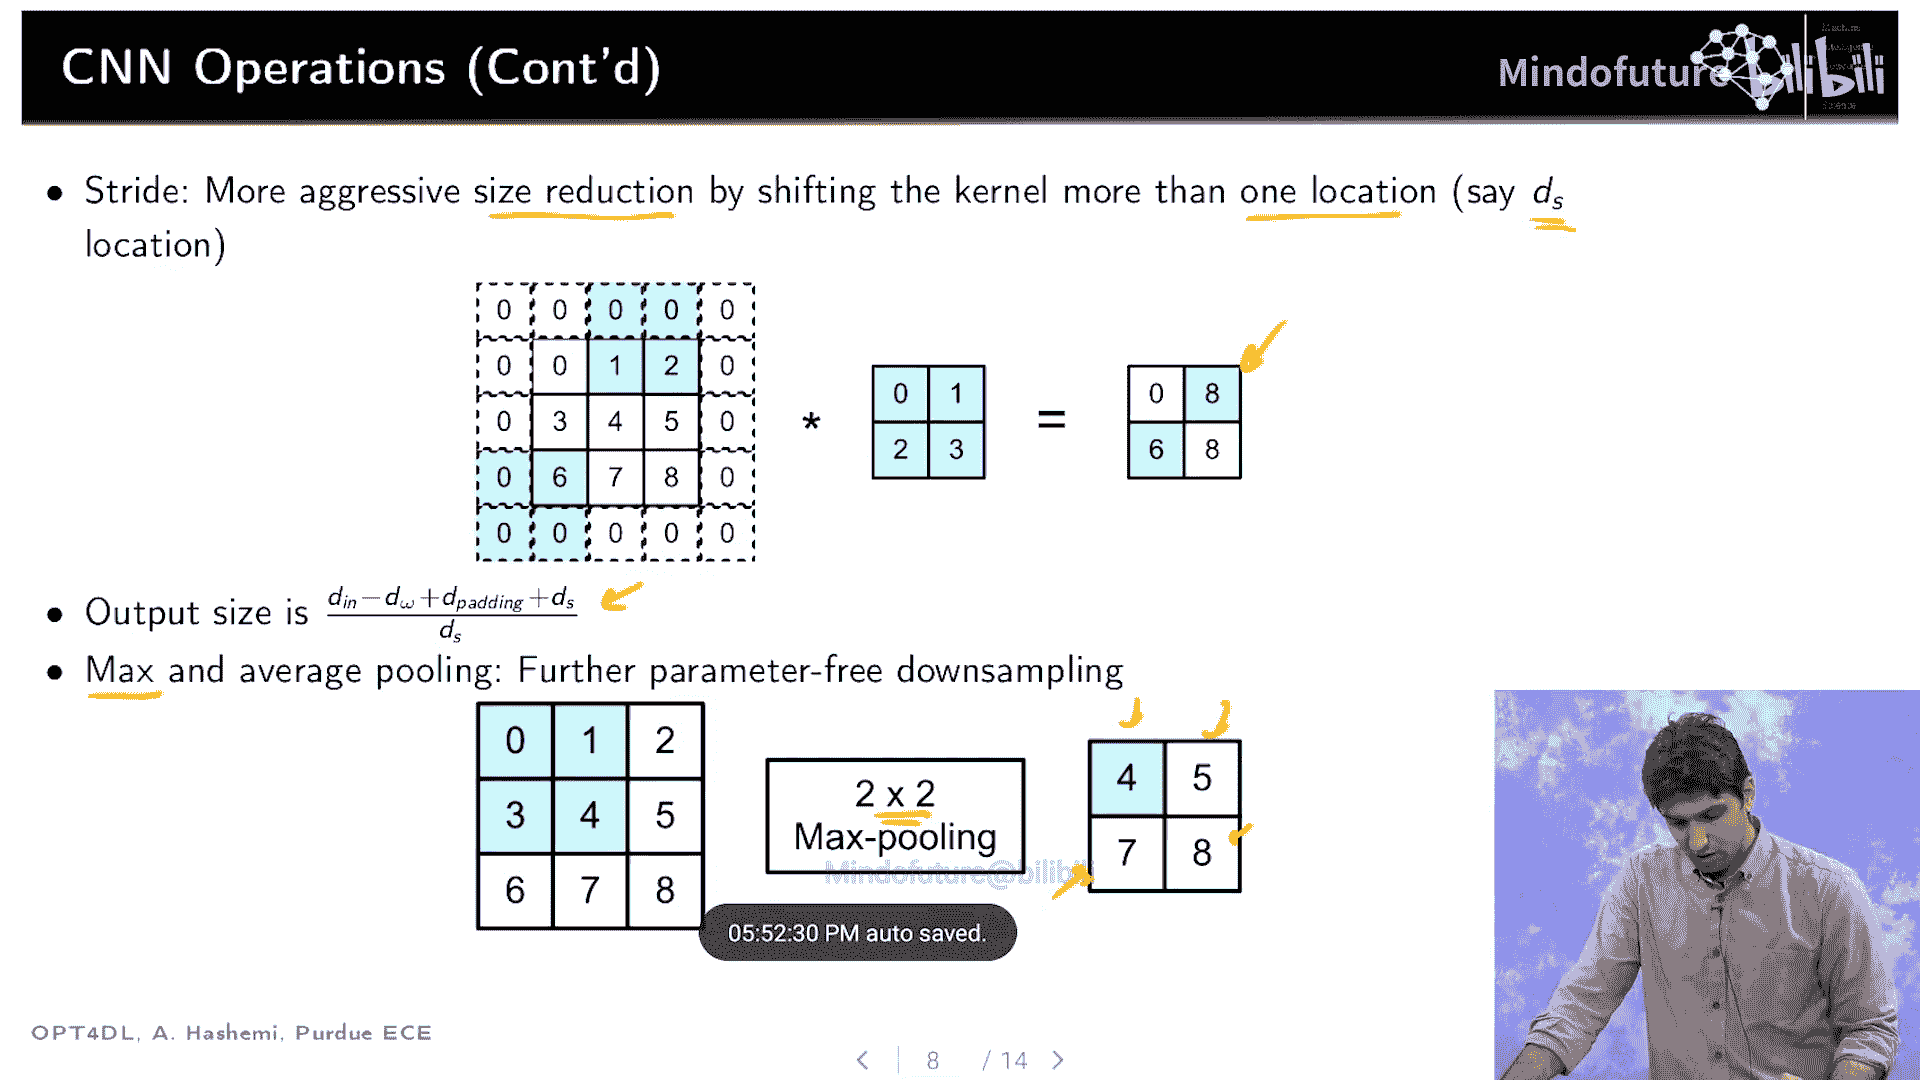 CNN Operations (Cont'd)
Mindofuture bilibili
• Stride: More aggressive size reduction by shifting the kernel more than one location (say d_s
location)
0 0 0 0 0
0 0 1 2 0
0 3 4 5 0
0 6 7 8 0
0 0 0 0 0
*
0 1
2 3
=
0 8
6 8
• Output size is (d_in − d_ω + d_padding + d_s) / d_s
• Max and average pooling: Further parameter-free downsampling
0 1 2
3 4 5
6 7 8
2 x 2
Max-pooling
4 5
7 8
Mindofuture@bilibili
05:52:30 PM auto saved.
OPT4DL, A. Hashemi, Purdue ECE
< 8 / 14 >